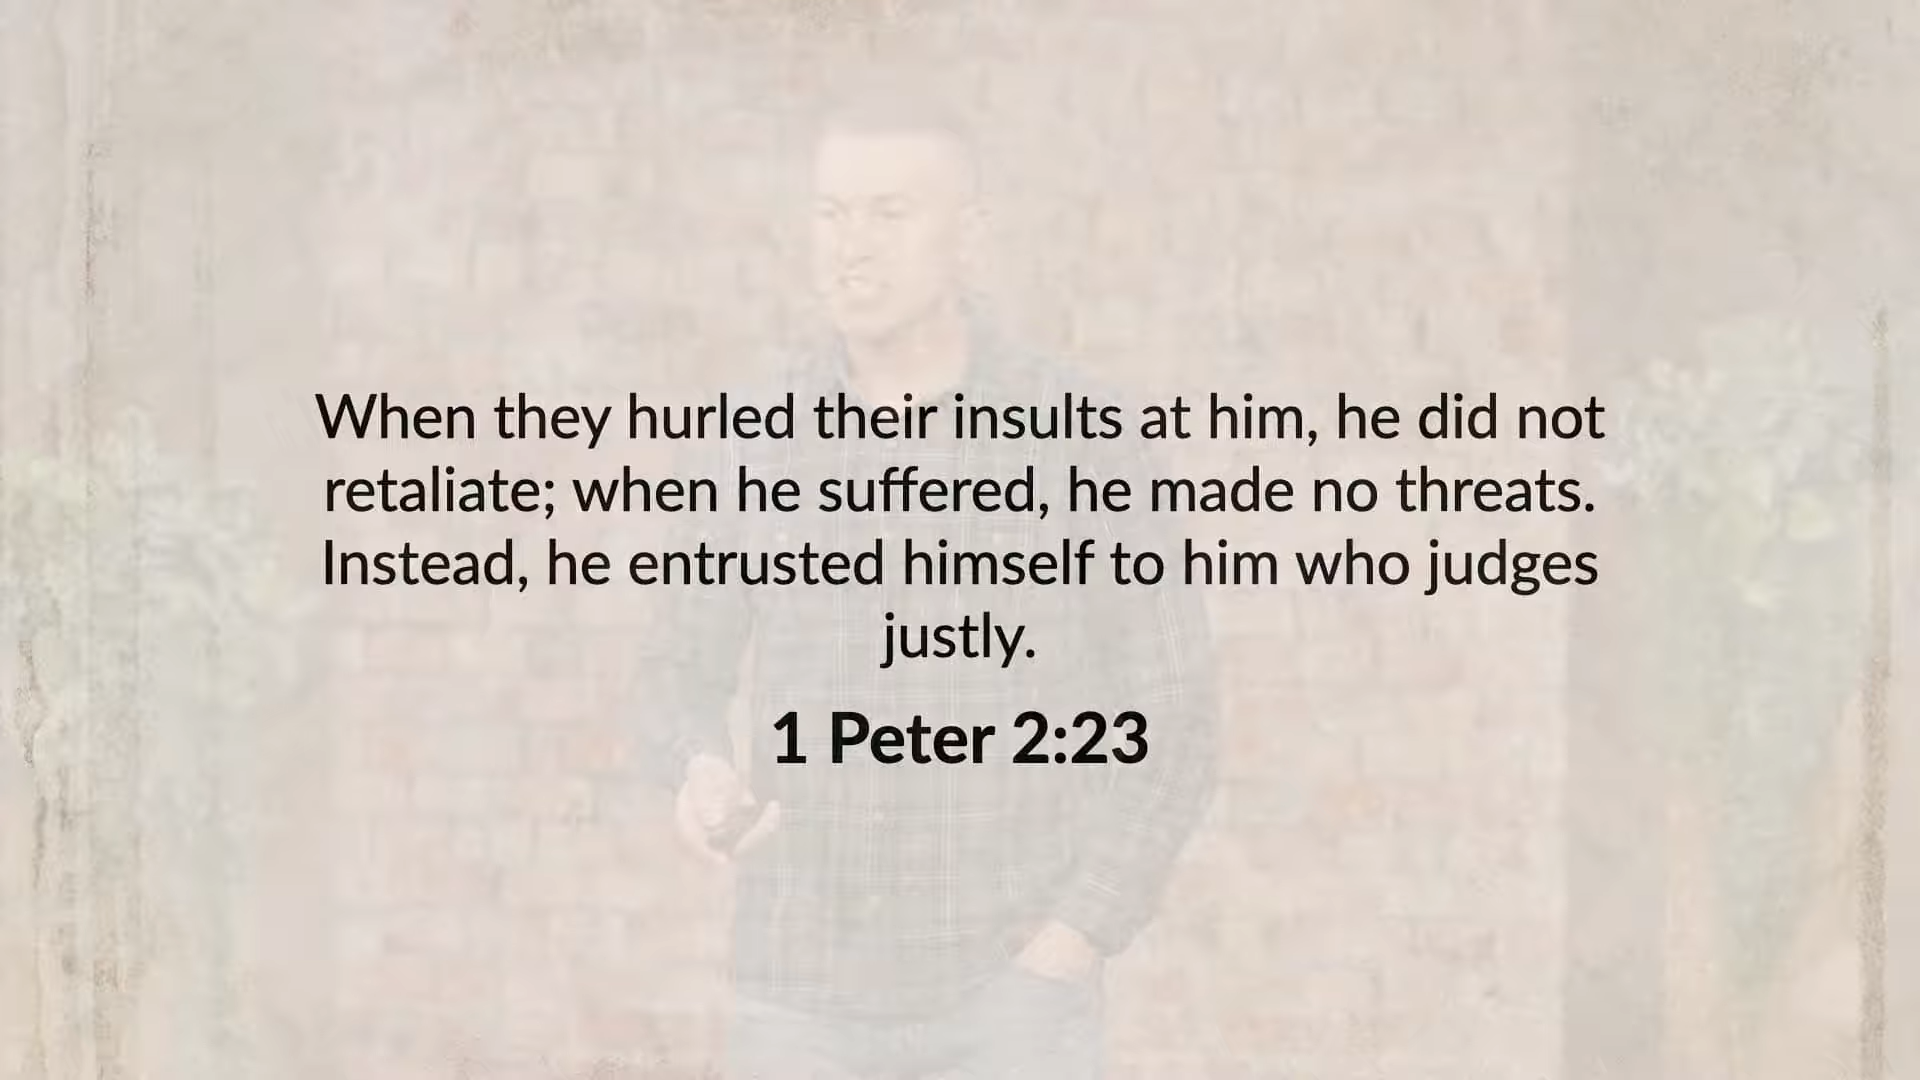 When they hurled their insults at him, he did not
retaliate; when he suffered, he made no threats.
Instead, he entrusted himself to him who judges
justly.
1 Peter 2:23